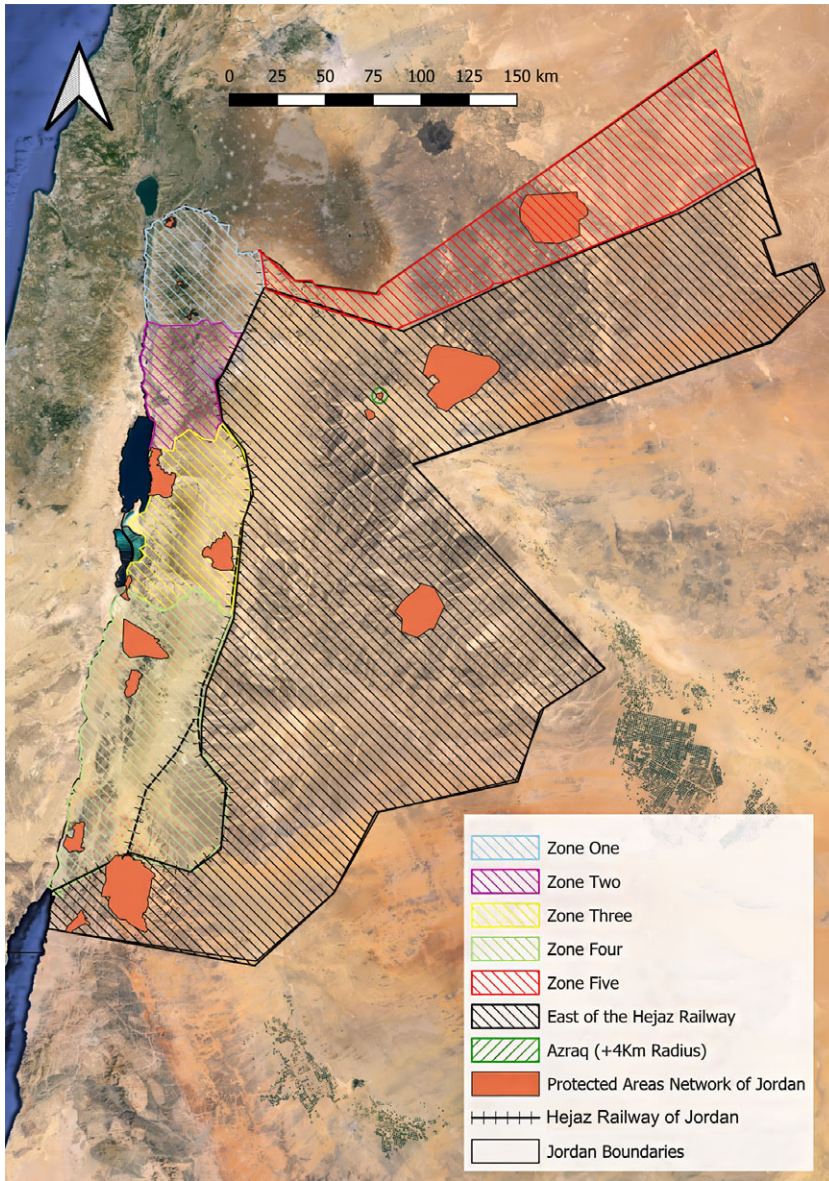 0 25 50 75 100 125 150 km
Zone One
Zone Two
Zone Three
Zone Four
Zone Five
East of the Hejaz Railway
Azraq (+4Km Radius)
Protected Areas Network of Jordan
Hejaz Railway of Jordan
Jordan Boundaries